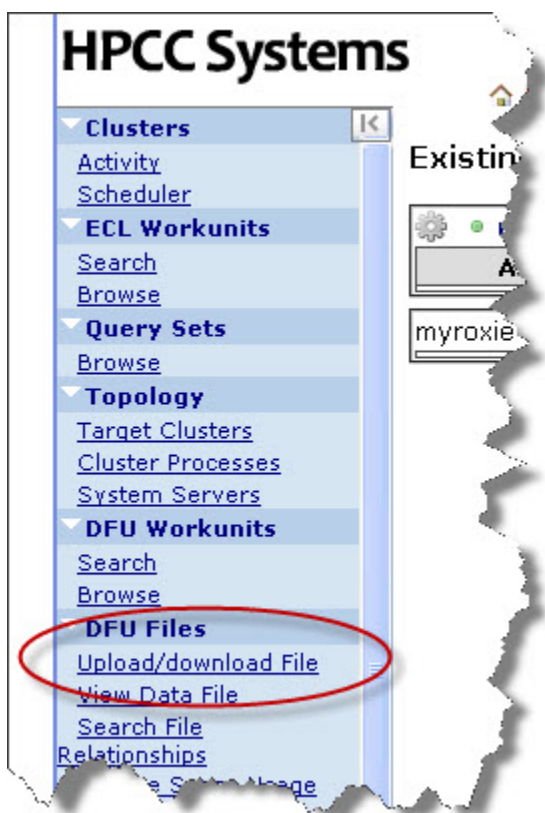 HPCC Systems
Clusters
Activity
Scheduler
ECL Workunits
Search
Browse
Query Sets
Browse
Topology
Target Clusters
Cluster Processes
System Servers
DFU Workunits
Search
Browse
DFU Files
Upload/download File
View Data File
Search File
Relationships
Existin
A
myroxie